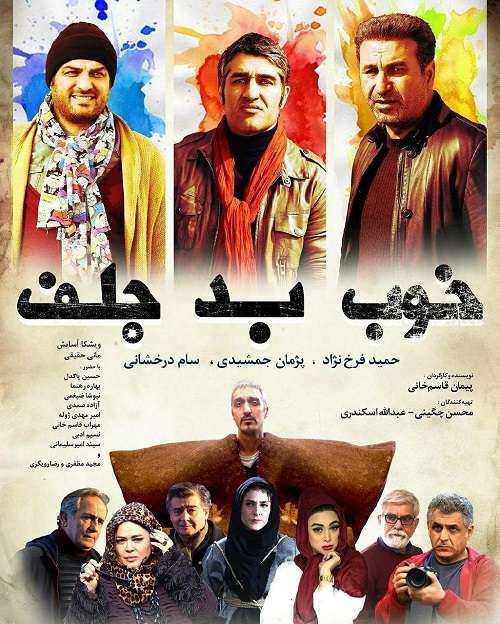 خوب بد جلف
حمید فرخ نژاد ، پژمان جمشیدی ، سام درخشانی
نویسنده و کارگردان :
پیمان قاسم خانی
تهیه کنندگان :
محسن چگینی - عبدالله اسکندری
ویشکا آسایش
مانی حقیقی
با حضور :
حسین پاکدل
بهاره رهنما
نیوشا ضیغمی
آزاده صمدی
امیر مهدی ژوله
مهراب قاسم خانی
نسیم ادبی
سپند امیرسلیمانی
و
مجید مظفری و رضا رویگری